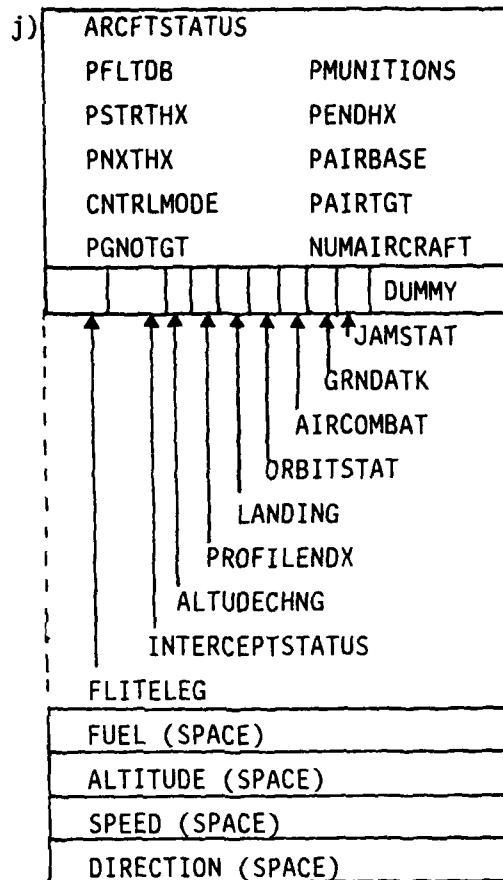 j) ARCFTSTATUS
PFLTDB PMUNITIONS
PSTRTHX PENDHX
PNXTHX PAIRBASE
CNTRLMODE PAIRTGT
PGNOTGT NUMAIRCRAFT
DUMMY
JAMSTAT
GRNDATK
AIRCOMBAT
ORBITSTAT
LANDING
PROFILENDX
ALTUDECHNG
INTERCEPTSTATUS
FLITELEG
FUEL (SPACE)
ALTITUDE (SPACE)
SPEED (SPACE)
DIRECTION (SPACE)